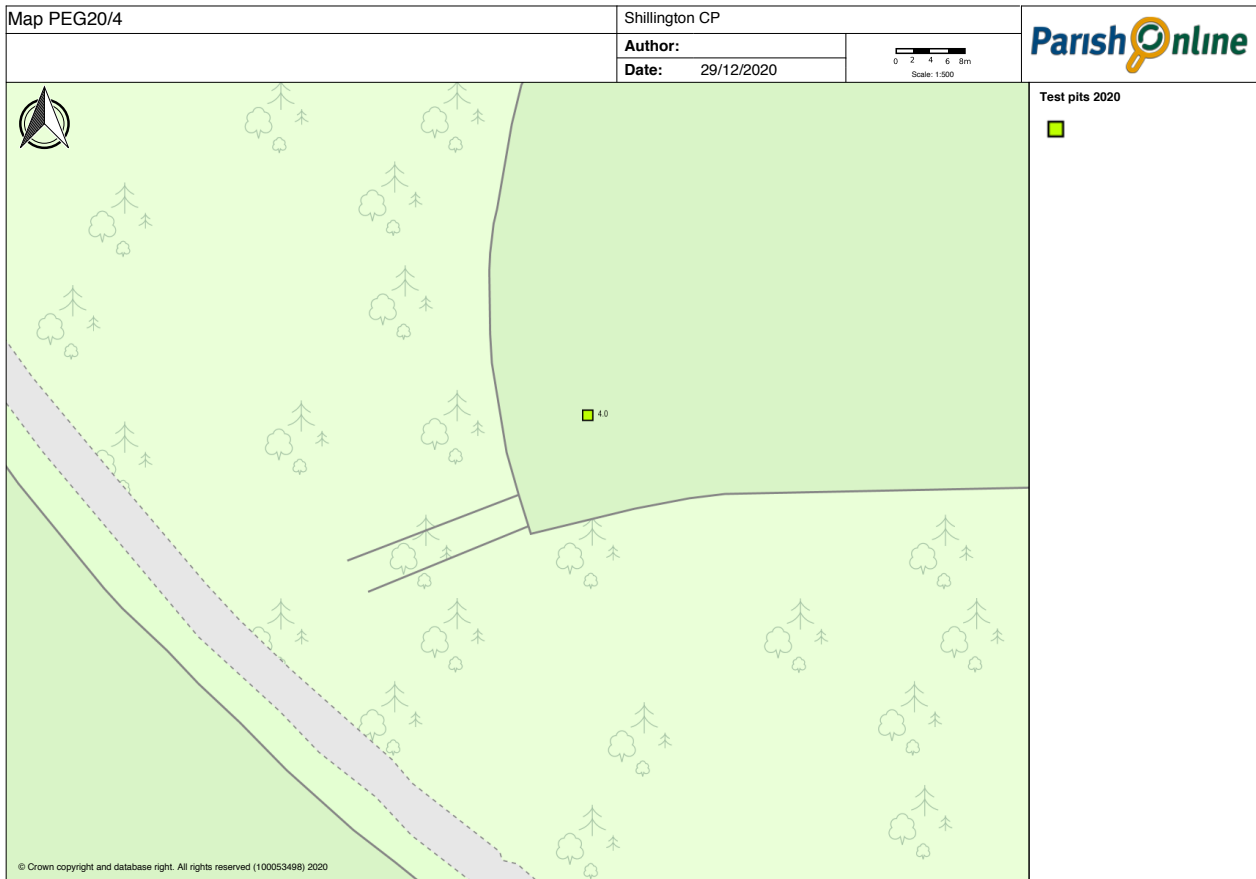 Map PEG20/4
Shillington CP
Author:
Date: 29/12/2020
0 2 4 6 8m
Scale: 1:500
Parish Online
Test pits 2020
4.0
© Crown copyright and database right. All rights reserved (100053498) 2020